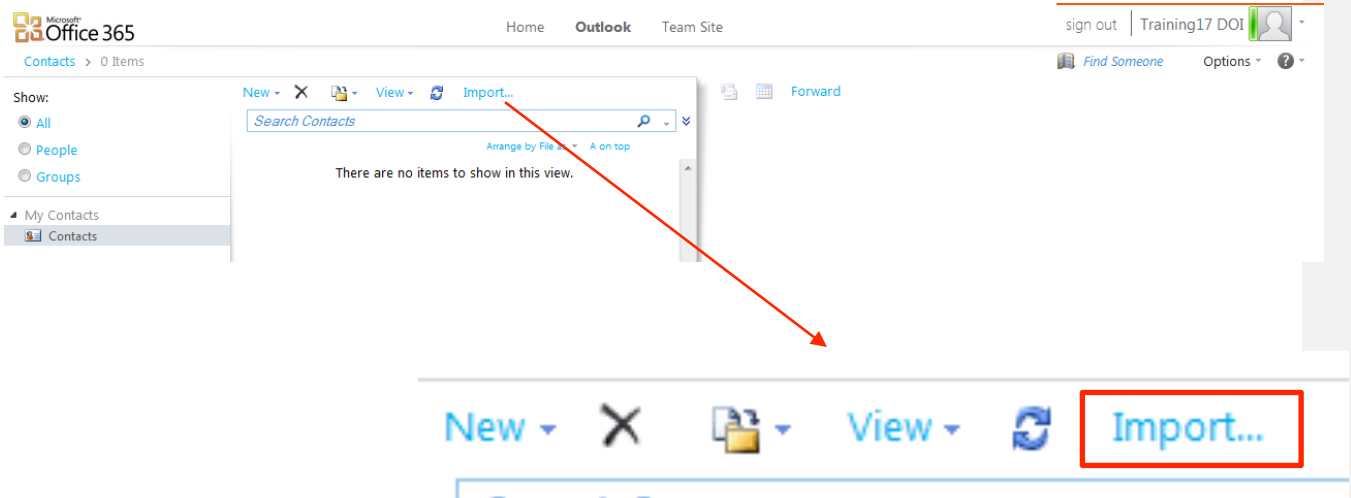 Microsoft®
Office 365
Home Outlook Team Site
sign out Training17 DOI
Contacts > 0 Items
Find Someone Options ?
Show:
All
People
Groups
My Contacts
Contacts
New View Import...
Search Contacts
Arrange by File as A on top
There are no items to show in this view.
Forward
New View Import...